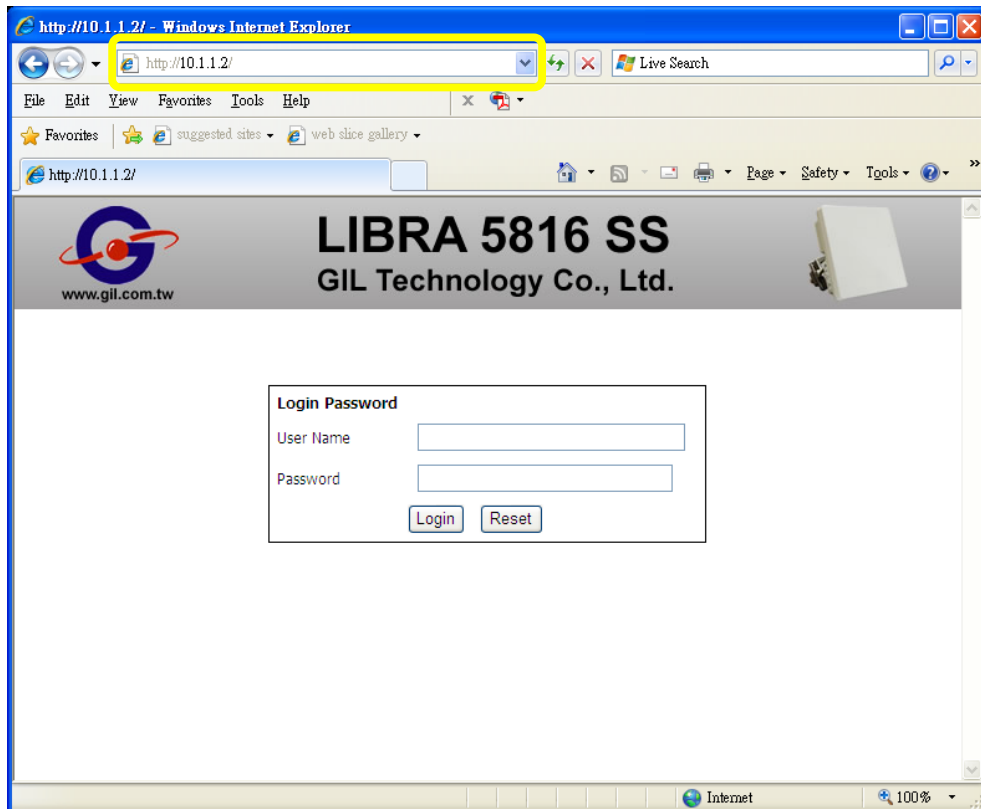 http://10.1.1.2/ - Windows Internet Explorer
http://10.1.1.2/
Live Search
File Edit View Favorites Tools Help
Favorites suggested sites web slice gallery
http://10.1.1.2/
Page Safety Tools
www.gil.com.tw
LIBRA 5816 SS
GIL Technology Co., Ltd.
Login Password
User Name
Password
Login Reset
Internet 100%